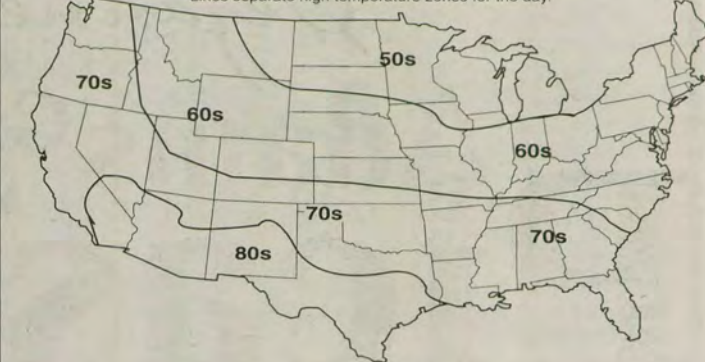 Lines separate high temperature zones for the day.
50s
70s
60s
60s
70s
70s
80s